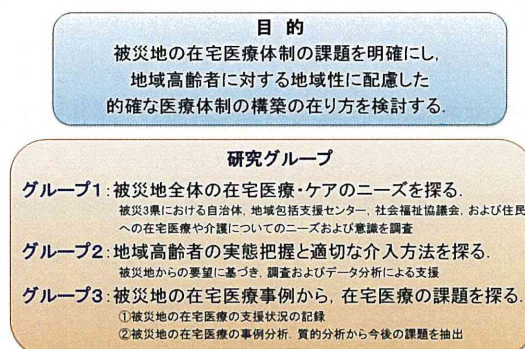 目 的
被災地の在宅医療体制の課題を明確にし,
地域高齢者に対する地域性に配慮した
的確な医療体制の構築の在り方を検討する.
研究グループ
グループ1:被災地全体の在宅医療・ケアのニーズを探る.
被災3県における自治体, 地域包括支援センター, 社会福祉協議会, および住民
への在宅医療や介護についてのニーズおよび意識を調査
グループ2:地域高齢者の実態把握と適切な介入方法を探る.
被災地からの要望に基づき, 調査およびデータ分析による支援
グループ3:被災地の在宅医療事例から, 在宅医療の課題を探る.
①被災地の在宅医療の支援状況の記録
②被災地の在宅医療の事例分析. 質的分析から今後の課題を抽出